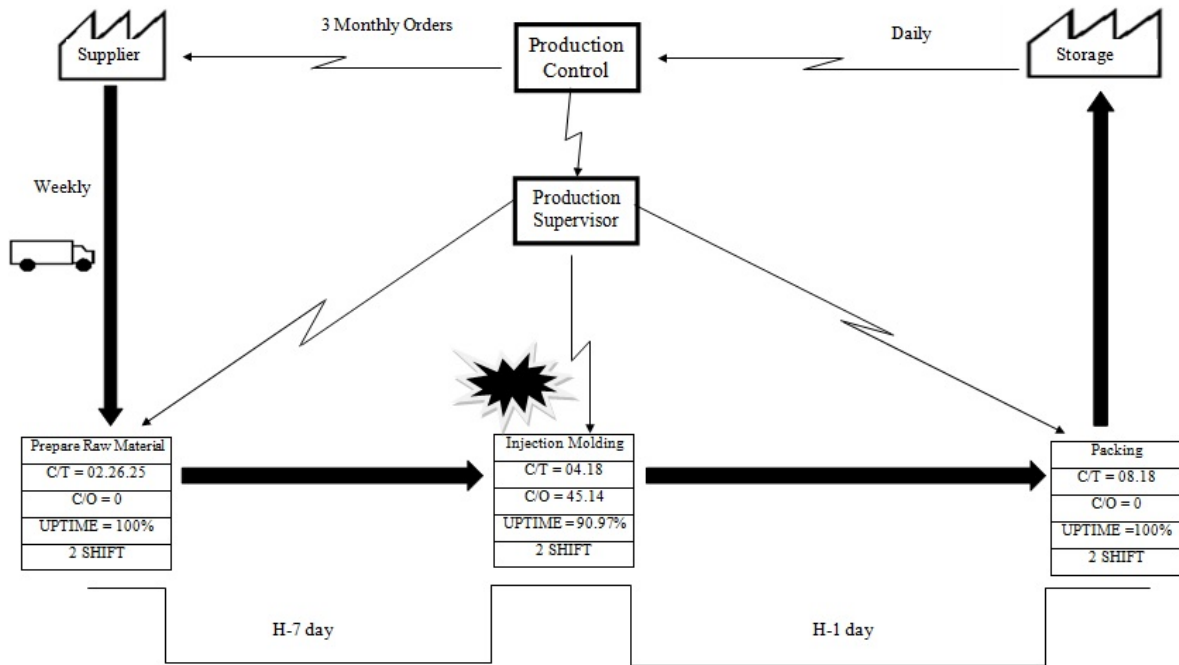 3 Monthly Orders
Supplier
Production
Control
Daily
Storage
Weekly
Production
Supervisor
Prepare Raw Material
C/T = 02.26.25
C/O = 0
UPTIME = 100%
2 SHIFT
Injection Molding
C/T = 04.18
C/O = 45.14
UPTIME = 90.97%
2 SHIFT
Packing
C/T = 08.18
C/O = 0
UPTIME =100%
2 SHIFT
H-7 day
H-1 day